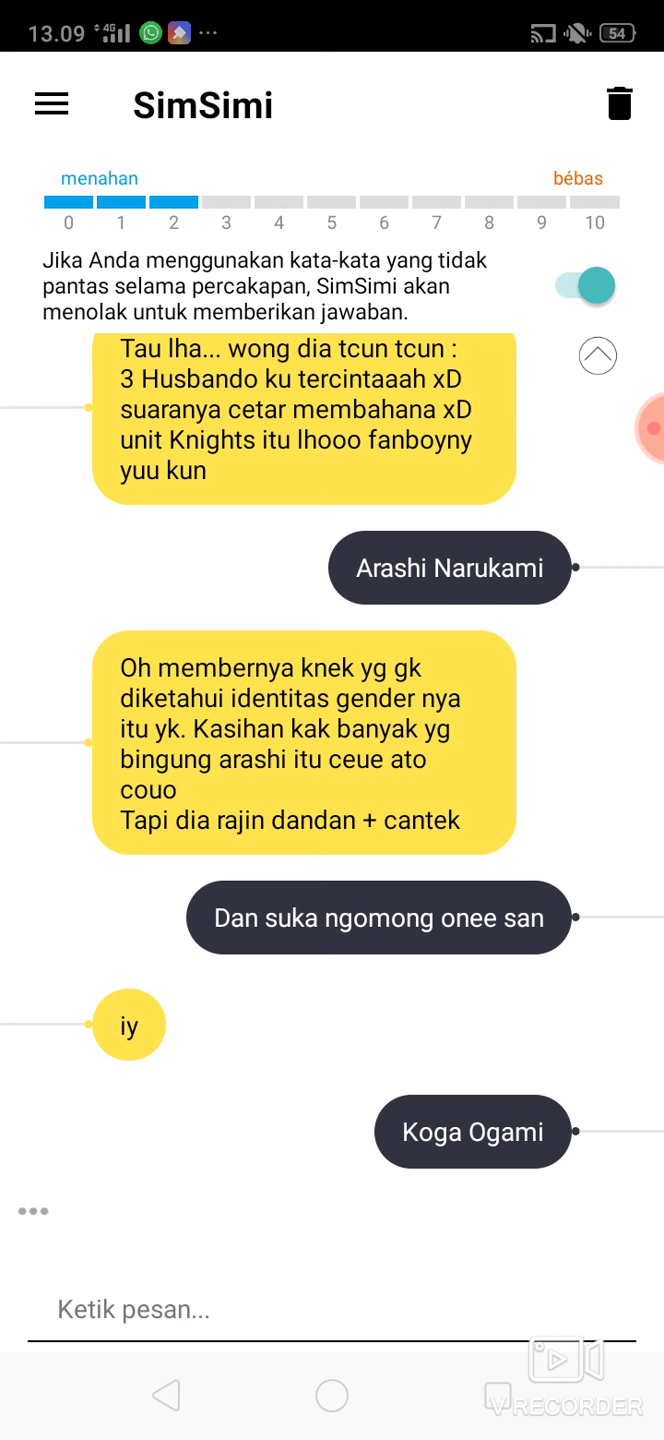 13.09 4G 54
SimSimi
menahan bébas
0 1 2 3 4 5 6 7 8 9 10
Jika Anda menggunakan kata-kata yang tidak
pantas selama percakapan, SimSimi akan
menolak untuk memberikan jawaban.
Tau lha... wong dia tcun tcun :
3 Husbando ku tercintaaah xD
suaranya cetar membahana xD
unit Knights itu lhooo fanboyny
yuu kun
Arashi Narukami
Oh membernya knek yg gk
diketahui identitas gender nya
itu yk. Kasihan kak banyak yg
bingung arashi itu ceue ato
couo
Tapi dia rajin dandan + cantek
Dan suka ngomong onee san
iy
Koga Ogami
Ketik pesan...
V RECORDER